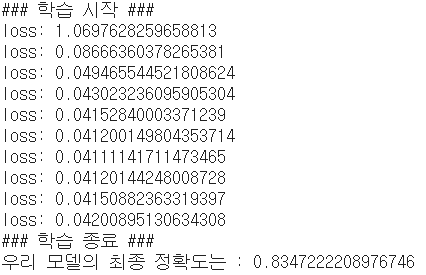 ### 학습 시작 ###
loss: 1.0697628259658813
loss: 0.08666360378265381
loss: 0.049465544521808624
loss: 0.043023236095905304
loss: 0.04152840003371239
loss: 0.041200149804353714
loss: 0.04111141711473465
loss: 0.04120144248008728
loss: 0.04150882363319397
loss: 0.04200895130634308
### 학습 종료 ###
우리 모델의 최종 정확도는 : 0.8347222208976746